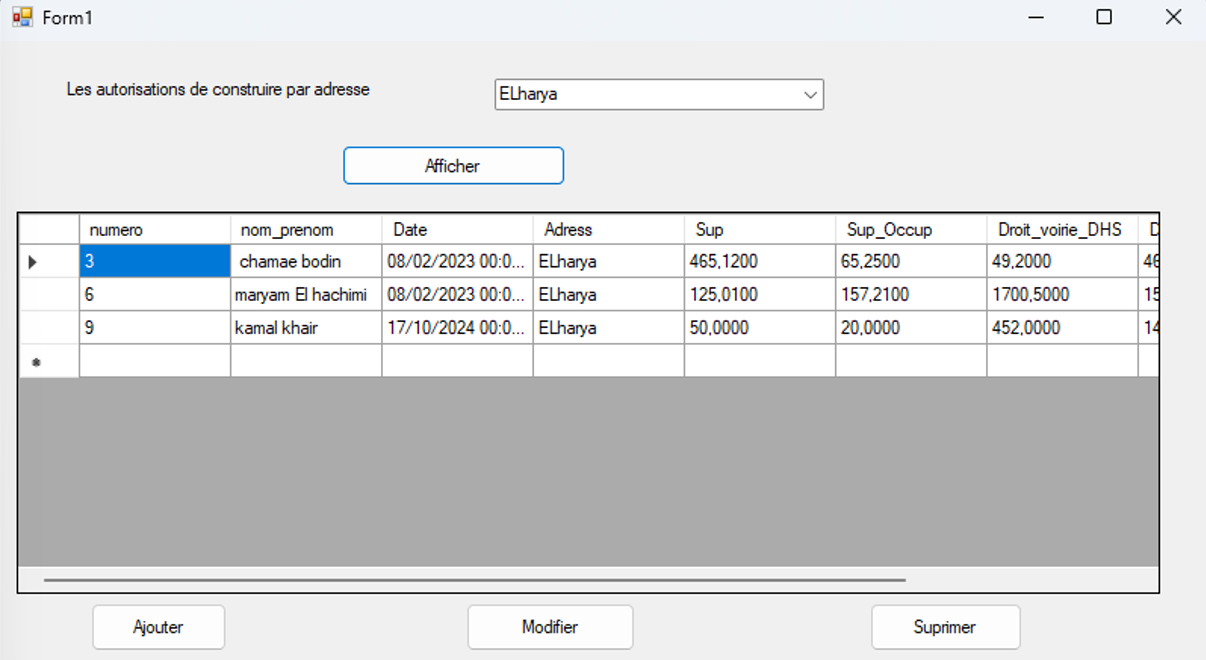 Form1
Les autorisations de construire par adresse ELharya
Afficher
numero nom_prenom Date Adress Sup Sup_Occup Droit_voirie_DHS D
3 chamae bodin 08/02/2023 00:0... ELharya 465,1200 65,2500 49,2000 46
6 maryam El hachimi 08/02/2023 00:0... ELharya 125,0100 157,2100 1700,5000 15
9 kamal khair 17/10/2024 00:0... ELharya 50,0000 20,0000 452,0000 14
Ajouter Modifier Suprimer